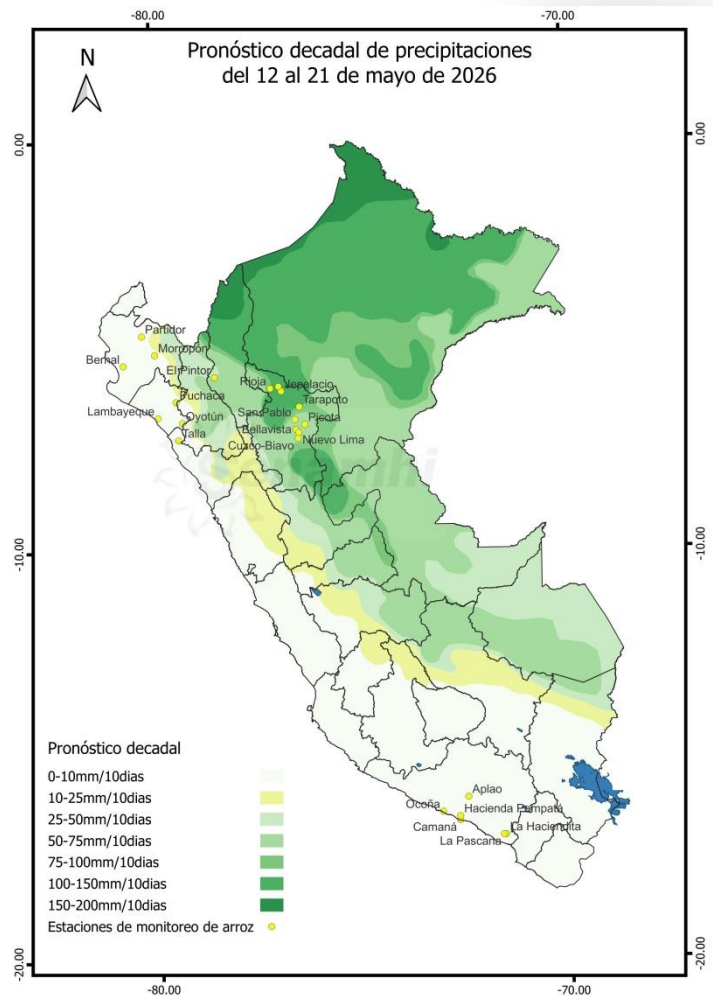 -80.00
-70.00
Pronóstico decadal de precipitaciones
del 12 al 21 de mayo de 2026
N
0.00
0.00
Partidor
Morropón
Bernal
El Pintor
Rioja
Jepelacio
Puchaca
Tarapoto
Lambayeque
Oyotún
San Pablo
Picota
Talla
Bellavista
Cuzco-Biavo
Nuevo Lima
senamhi
-10.00
-10.00
Pronóstico decadal
0-10mm/10dias
10-25mm/10dias
25-50mm/10dias
50-75mm/10dias
75-100mm/10dias
100-150mm/10dias
150-200mm/10dias
Estaciones de monitoreo de arroz
Aplao
Ocoña
Hacienda Pampatá
Camaná
La Haciendita
La Pascana
-20.00
-20.00
-80.00
-70.00